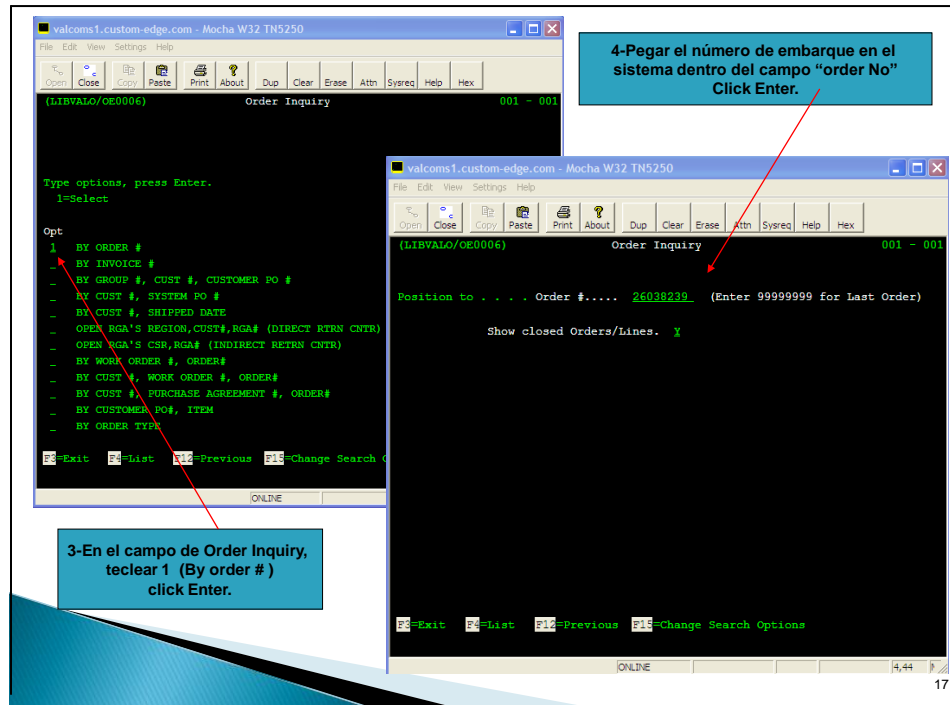 valcoms1.custom-edge.com - Mocha W32 TN5250
File Edit View Settings Help
Open Close Copy Paste Print About Dup Clear Erase Attn Sysreq Help Hex
(LIBVALO/OE0006) Order Inquiry 001 - 001
Type options, press Enter.
1=Select
Opt
1 BY ORDER #
_ BY INVOICE #
_ BY GROUP #, CUST #, CUSTOMER PO #
_ BY CUST #, SYSTEM PO #
_ BY CUST #, SHIPPED DATE
_ OPEN RGA'S REGION,CUST#,RGA# (DIRECT RTRN CNTR)
_ OPEN RGA'S CSR,RGA# (INDIRECT RETRN CNTR)
_ BY WORK ORDER #, ORDER#
_ BY CUST #, WORK ORDER #, ORDER#
_ BY CUST #, PURCHASE AGREEMENT #, ORDER#
_ BY CUSTOMER PO#, ITEM
_ BY ORDER TYPE
F3=Exit F4=List F12=Previous F15=Change Search O
ONLINE
3-En el campo de Order Inquiry,
teclear 1 (By order # )
click Enter.
4-Pegar el número de embarque en el
sistema dentro del campo “order No”
Click Enter.
valcoms1.custom-edge.com - Mocha W32 TN5250
File Edit View Settings Help
Open Close Copy Paste Print About Dup Clear Erase Attn Sysreq Help Hex
(LIBVALO/OE0006) Order Inquiry 001 - 001
Position to . . . . Order #..... 26038239 (Enter 99999999 for Last Order)
Show closed Orders/Lines. Y
F3=Exit F4=List F12=Previous F15=Change Search Options
ONLINE 4,44
17